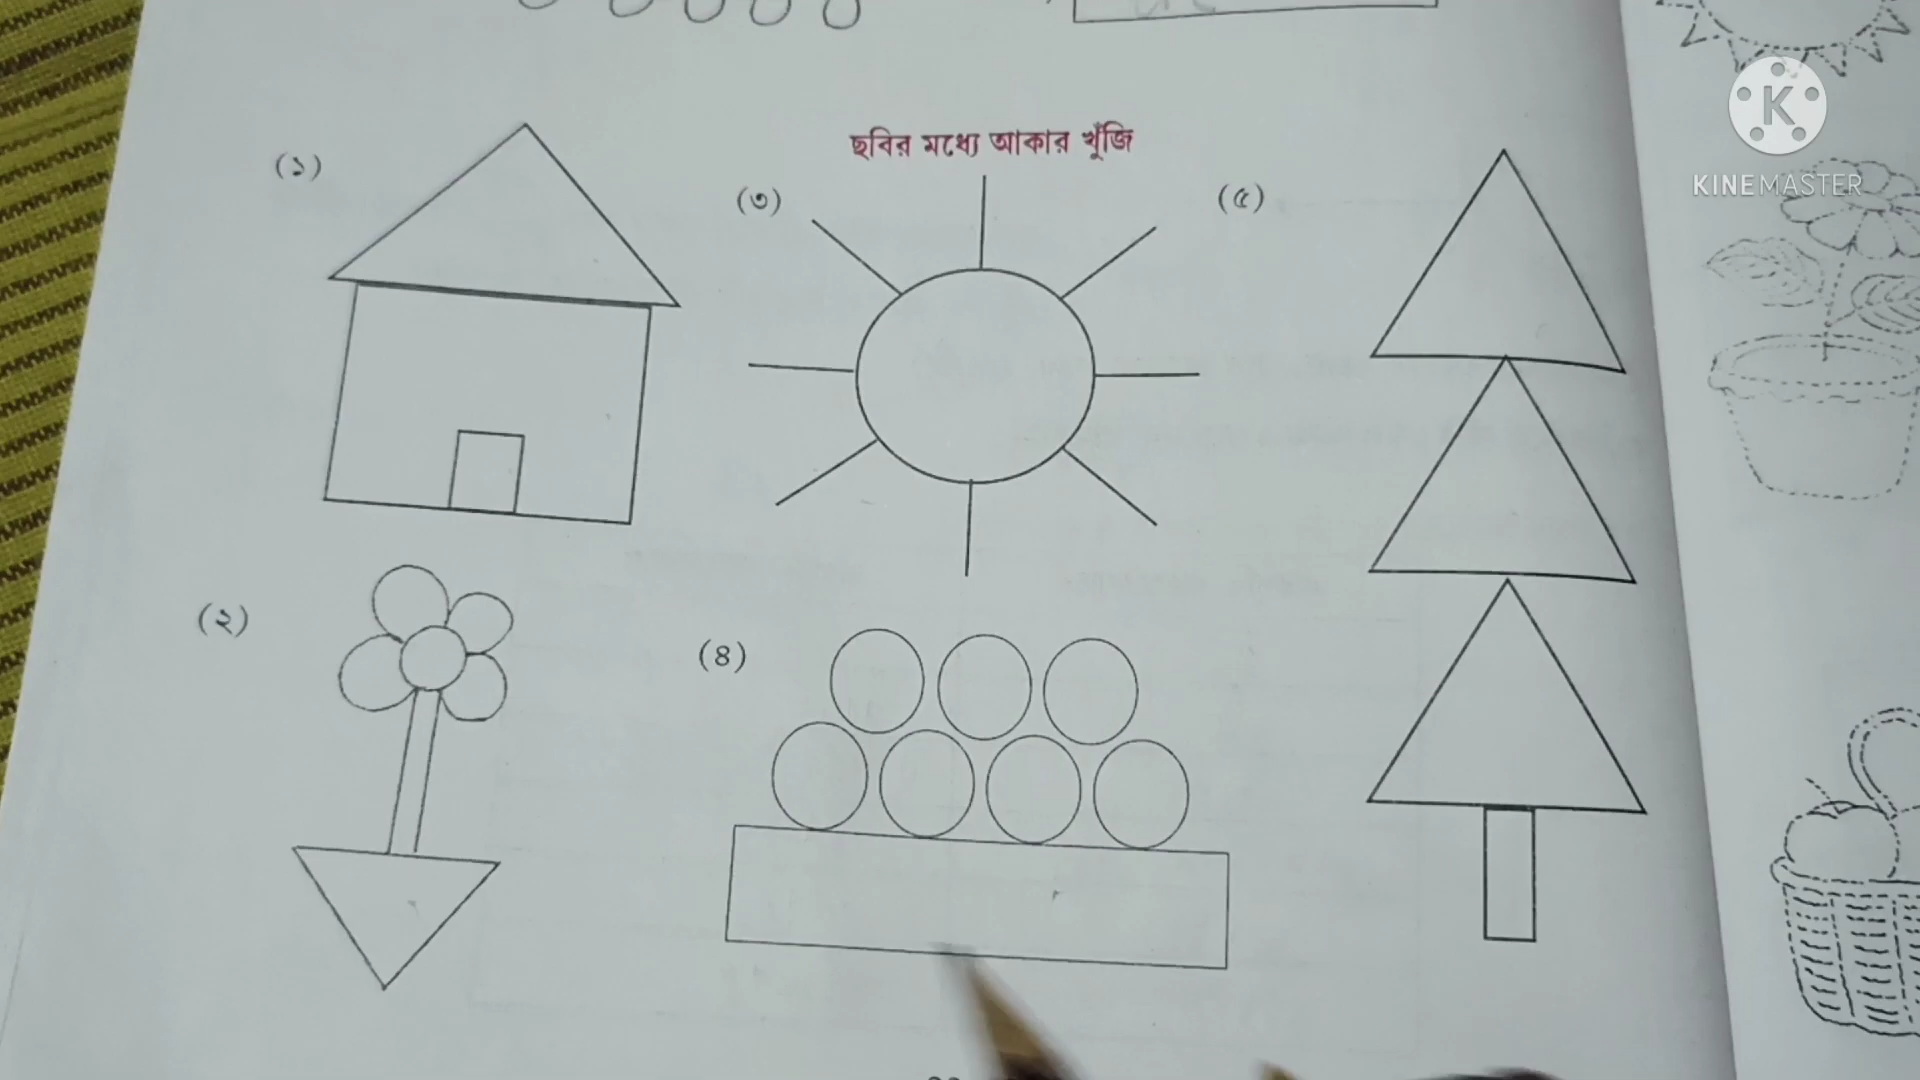 ছবির মধ্যে আকার খুঁজি
(১)
(৩)
(৫)
(২)
(৪)
KINEMASTER